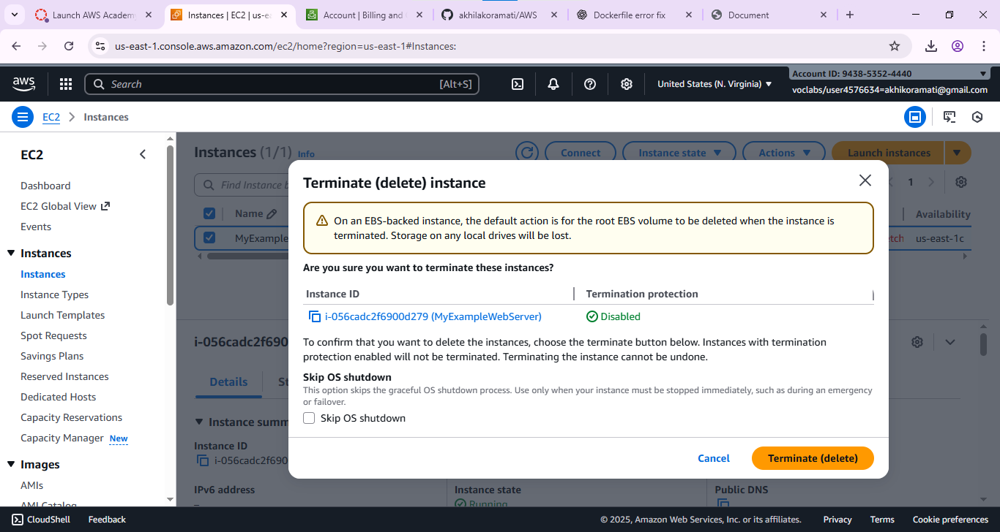 Launch AWS Academy
Instances | EC2 | us-e
Account | Billing and
akhilakoramati/AWS
Dockerfile error fix
Document
us-east-1.console.aws.amazon.com/ec2/home?region=us-east-1#Instances:
aws
Search
[Alt+S]
United States (N. Virginia)
Account ID: 9438-5352-4440
voclabs/user4576634=akhikoramati@gmail.com
EC2
Instances
EC2
Dashboard
EC2 Global View
Events
Instances
Instances
Instance Types
Launch Templates
Spot Requests
Savings Plans
Reserved Instances
Dedicated Hosts
Capacity Reservations
Capacity Manager New
Images
AMIs
AMI Catalog
Instances (1/1) Info
Connect
Instance state
Actions
Launch instances
Find Instance b
1
Name
Availability
MyExample
etch
us-east-1c
i-056cadc2f690
Details
St
Instance summ
Instance ID
i-056cadc2f6900
IPv6 address
–
Instance state
Running
Public DNS
Terminate (delete) instance
On an EBS-backed instance, the default action is for the root EBS volume to be deleted when the instance is
terminated. Storage on any local drives will be lost.
Are you sure you want to terminate these instances?
Instance ID
Termination protection
i-056cadc2f6900d279 (MyExampleWebServer)
Disabled
To confirm that you want to delete the instances, choose the terminate button below. Instances with termination
protection enabled will not be terminated. Terminating the instance cannot be undone.
Skip OS shutdown
This option skips the graceful OS shutdown process. Use only when your instance must be stopped immediately, such as during an emergency
or failover.
Skip OS shutdown
Cancel
Terminate (delete)
CloudShell
Feedback
© 2025, Amazon Web Services, Inc. or its affiliates.
Privacy
Terms
Cookie preferences